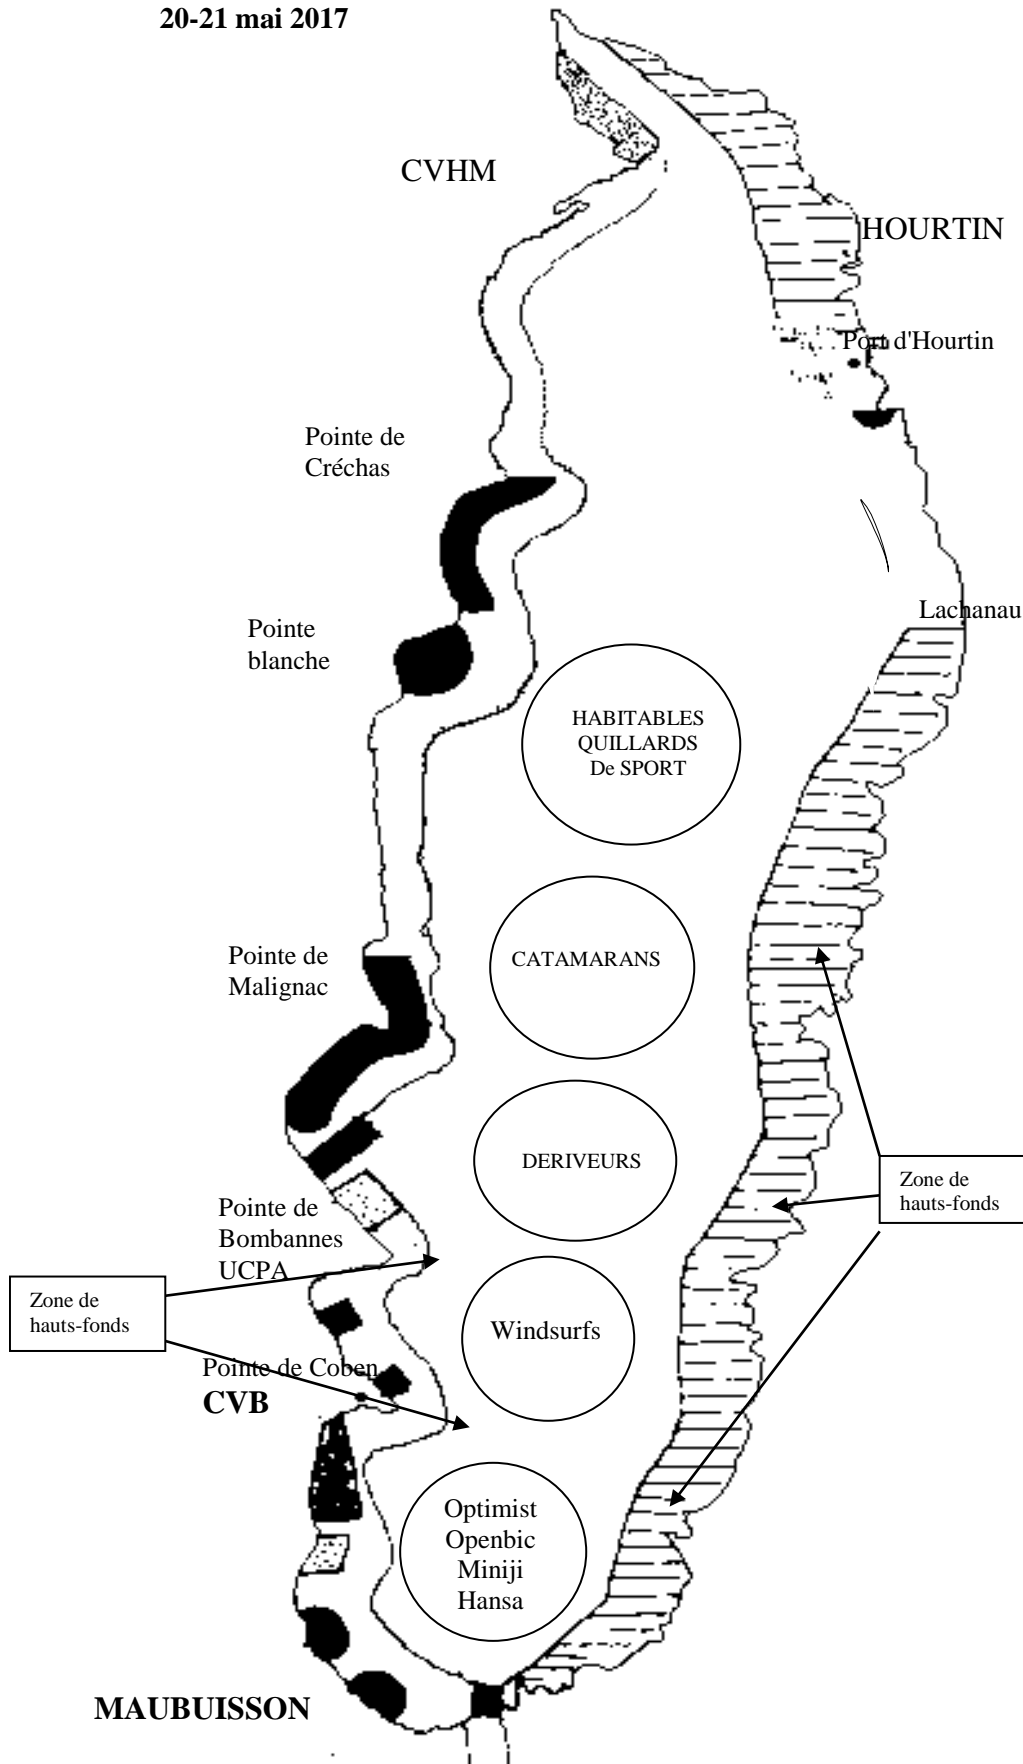 20-21 mai 2017
CVHM
HOURTIN
Port d'Hourtin
Pointe de
Créchas
Lachanau
Pointe
blanche
HABITABLES
QUILLARDS
De SPORT
Pointe de
Malignac
CATAMARANS
DERIVEURS
Zone de
hauts-fonds
Pointe de
Bombannes
UCPA
Zone de
hauts-fonds
Windsurfs
Pointe de Coben
CVB
Optimist
Openbic
Miniji
Hansa
MAUBUISSON